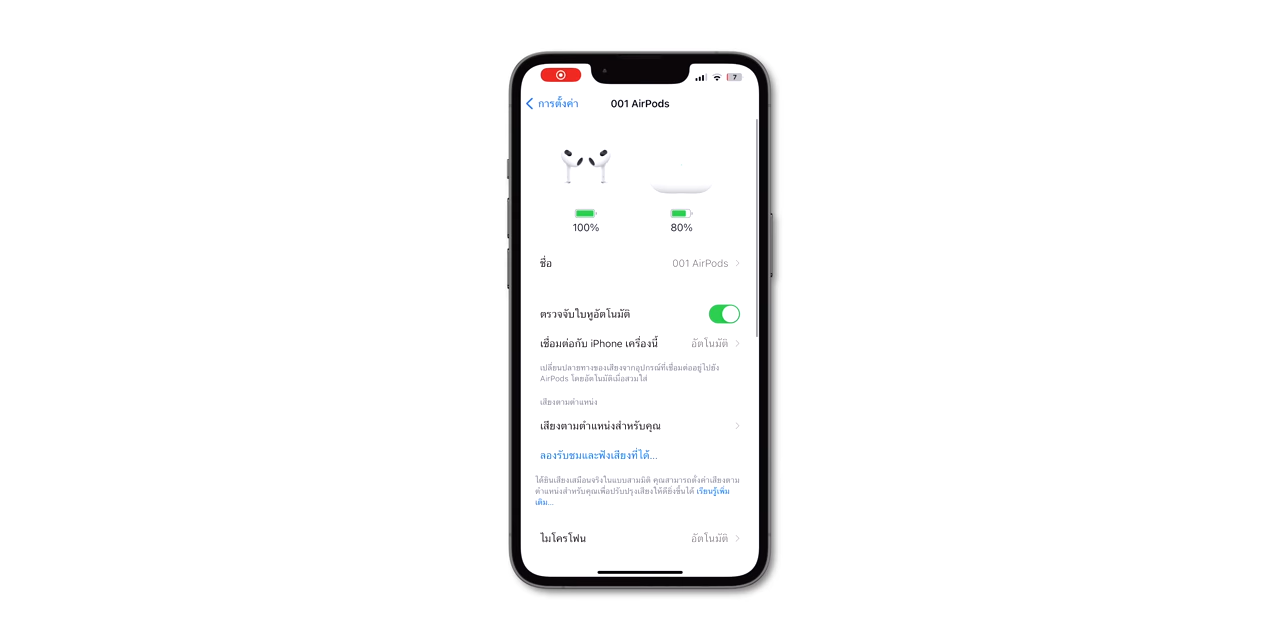 7
การตั้งค่า
001 AirPods
100%
80%
ชื่อ
001 AirPods
ตรวจจับใบหูอัตโนมัติ
เชื่อมต่อกับ iPhone เครื่องนี้
อัตโนมัติ
เปลี่ยนปลายทางของเสียงจากอุปกรณ์ที่เชื่อมต่ออยู่ไปยัง
AirPods โดยอัตโนมัติเมื่อสวมใส่
เสียงตามตำแหน่ง
เสียงตามตำแหน่งสำหรับคุณ
ลองรับชมและฟังเสียงที่ได้...
ได้ยินเสียงเสมือนจริงในแบบสามมิติ คุณสามารถตั้งค่าเสียงตาม
ตำแหน่งสำหรับคุณเพื่อปรับปรุงเสียงให้ดียิ่งขึ้นได้ เรียนรู้เพิ่ม
เติม...
ไมโครโฟน
อัตโนมัติ